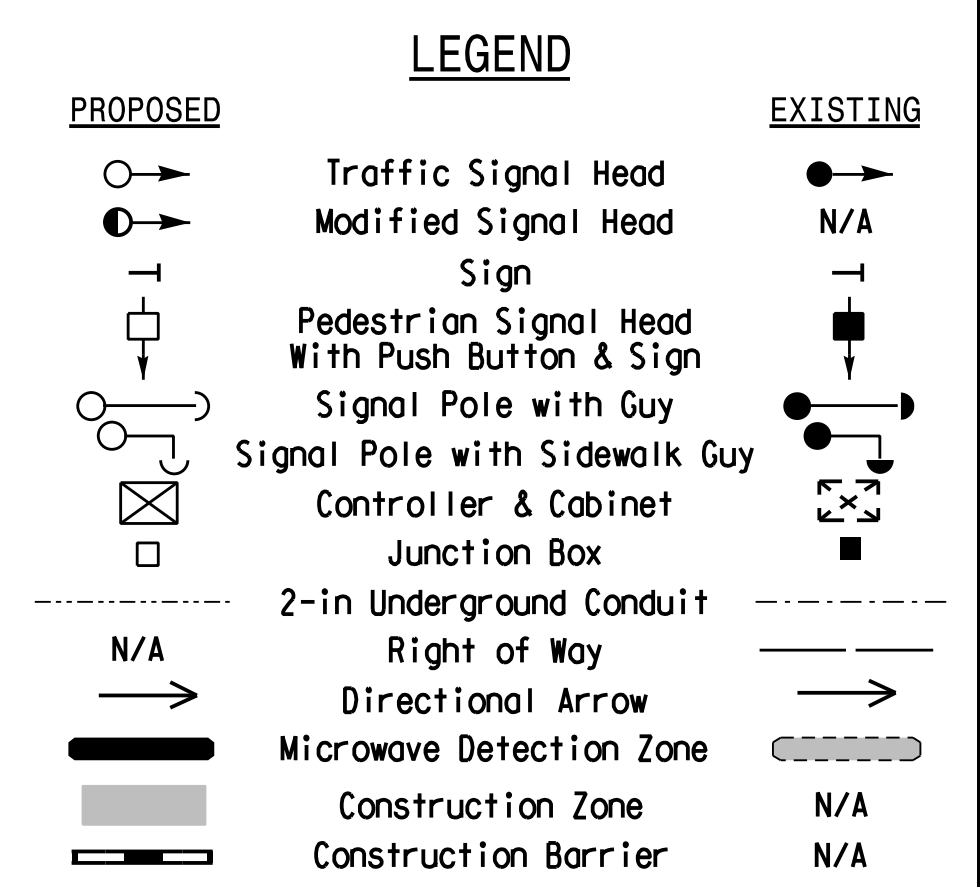 LEGEND
PROPOSED EXISTING
Traffic Signal Head
Modified Signal Head N/A
Sign
Pedestrian Signal Head
With Push Button & Sign
Signal Pole with Guy
Signal Pole with Sidewalk Guy
Controller & Cabinet
Junction Box
2-in Underground Conduit
N/A Right of Way
Directional Arrow
Microwave Detection Zone
Construction Zone N/A
Construction Barrier N/A